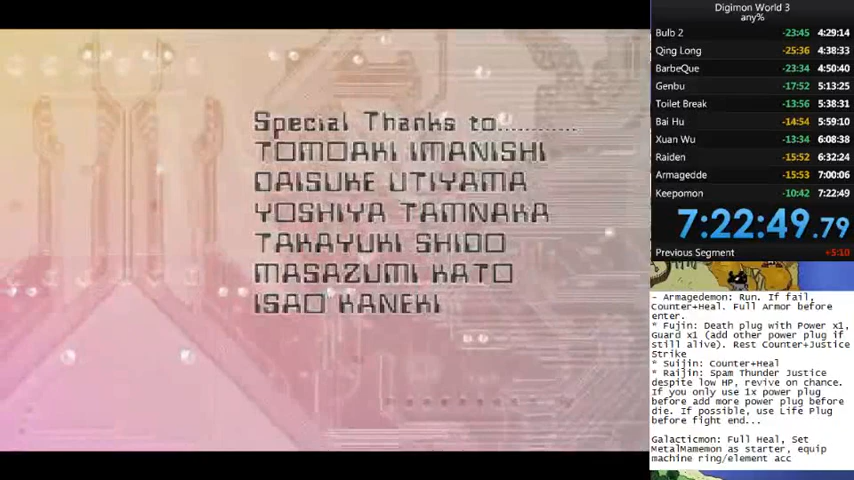 Special Thanks to............
TOMOAKI IMANISHI
DAISUKE UTIYAMA
YOSHIYA TAMNAKA
TAKAYUKI SHIDO
MASAZUMI KATO
ISAO KANEKI
Digimon World 3
any%
Bulb 2 -23:45 4:29:14
Qing Long -25:36 4:38:33
BarbeQue -23:34 4:50:40
Genbu -17:52 5:13:25
Toilet Break -13:56 5:38:31
Bai Hu -14:54 5:59:10
Xuan Wu -13:34 6:08:38
Raiden -15:52 6:32:24
Armagedde -15:53 7:00:06
Keepomon -10:42 7:22:49
7:22:49.79
Previous Segment +5:10
- Armagedemon: Run. If fail,
Counter+Heal. Full Armor before
enter.
* Fujin: Death plug with Power x1,
Guard x1 (add other power plug if
still alive). Rest Counter+Justice
Strike
* Suijin: Counter+Heal
* Raijin: Spam Thunder Justice
despite low HP, revive on chance.
If you only use 1x power plug
before add more power plug before
die. If possible, use Life Plug
before fight end...
Galacticmon: Full Heal, Set
MetalMamemon as starter, equip
machine ring/element acc